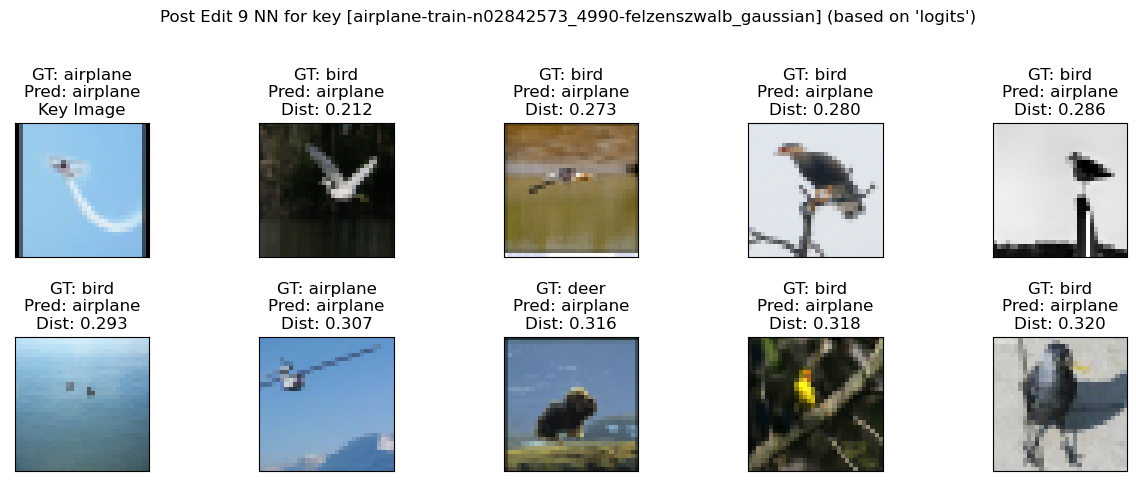 Post Edit 9 NN for key [airplane-train-n02842573_4990-felzenszwalb_gaussian] (based on 'logits')
GT: airplane
Pred: airplane
Key Image
GT: bird
Pred: airplane
Dist: 0.212
GT: bird
Pred: airplane
Dist: 0.273
GT: bird
Pred: airplane
Dist: 0.280
GT: bird
Pred: airplane
Dist: 0.286
GT: bird
Pred: airplane
Dist: 0.293
GT: airplane
Pred: airplane
Dist: 0.307
GT: deer
Pred: airplane
Dist: 0.316
GT: bird
Pred: airplane
Dist: 0.318
GT: bird
Pred: airplane
Dist: 0.320